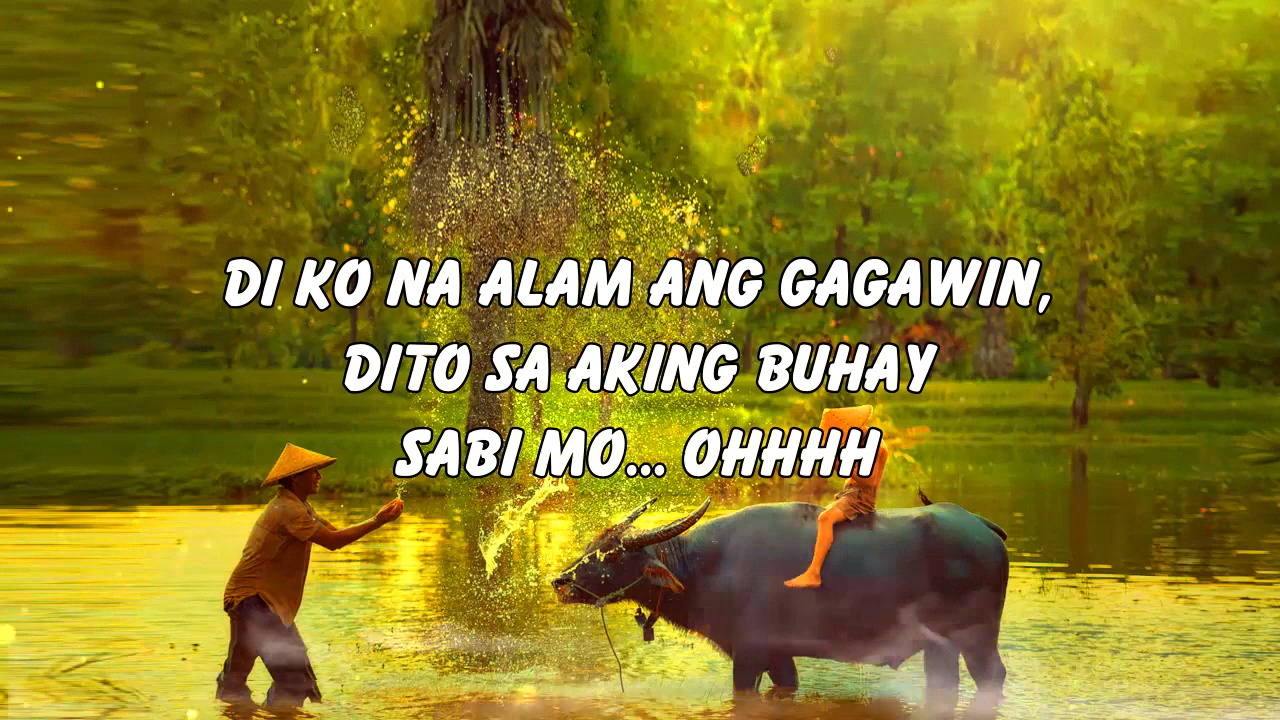 DI KO NA ALAM ANG GAGAWIN,
DITO SA AKING BUHAY
SABI MO... OHHHH